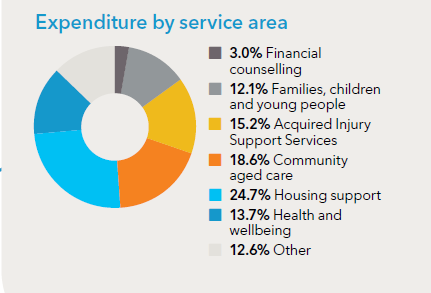 Expenditure by service area
3.0% Financial
counselling
12.1% Families, children
and young people
15.2% Acquired Injury
Support Services
18.6% Community
aged care
24.7% Housing support
13.7% Health and
wellbeing
12.6% Other